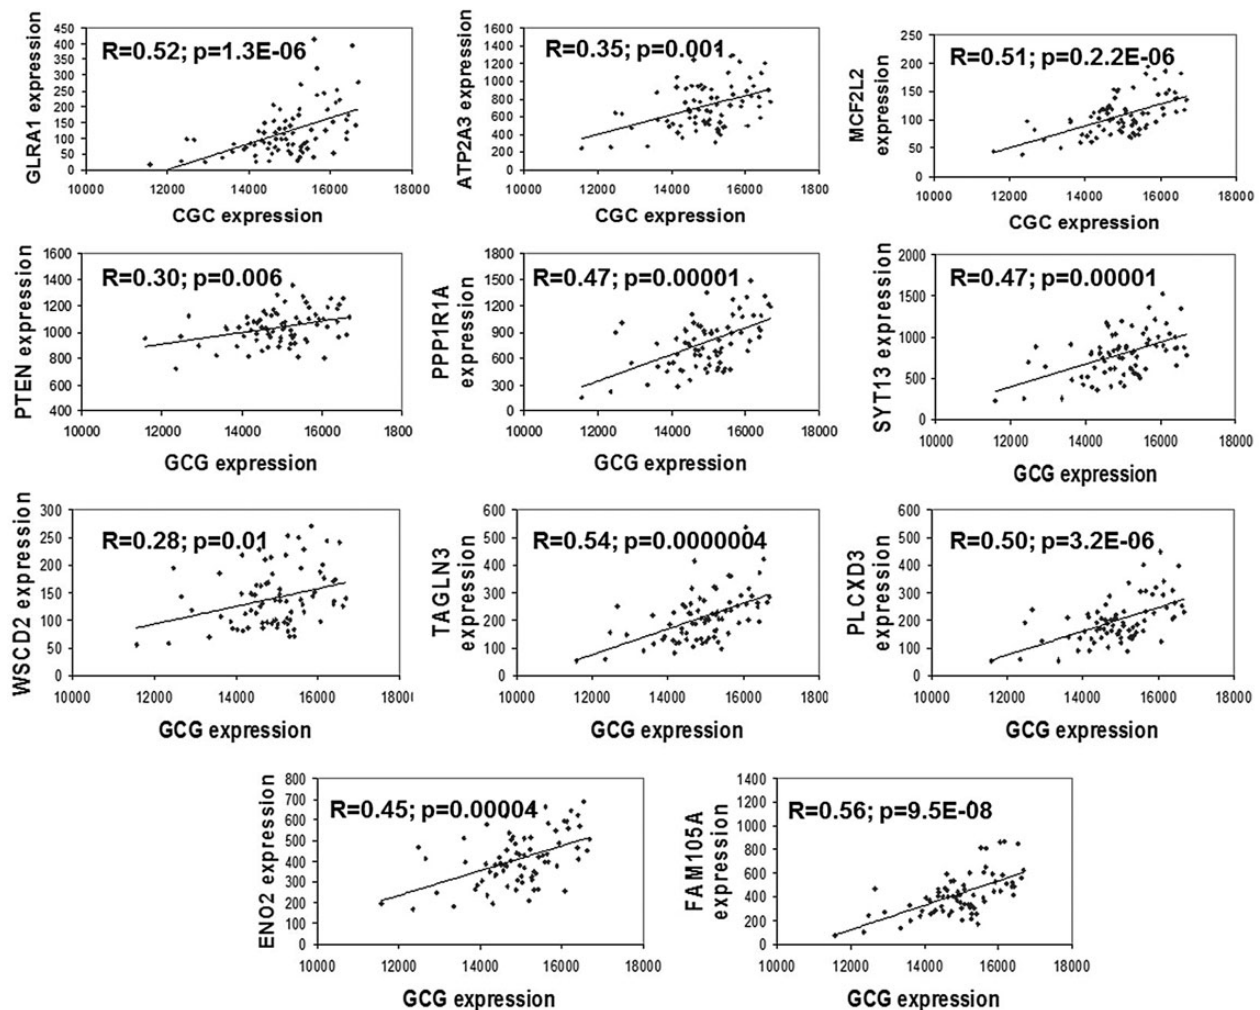 R=0.52; p=1.3E-06
GLRA1 expression
450
400
350
300
250
200
150
100
50
0
10000 12000 14000 16000 18000
CGC expression
R=0.35; p=0.001
ATP2A3 expression
1600
1400
1200
1000
800
600
400
200
0
10000 12000 14000 16000 1800
CGC expression
R=0.51; p=0.2.2E-06
MCF2L2
expression
250
200
150
100
50
0
10000 12000 14000 16000 18000
CGC expression
R=0.30; p=0.006
PTEN expression
1600
1400
1200
1000
800
600
400
10000 12000 14000 16000 18000
GCG expression
R=0.47; p=0.00001
PPP1R1A
expression
1800
1500
1200
900
600
300
0
10000 12000 14000 16000 18000
GCG expression
R=0.47; p=0.00001
SYT13 expression
2000
1500
1000
500
0
10000 12000 14000 16000 18000
GCG expression
R=0.28; p=0.01
WSCD2 expression
300
250
200
150
100
50
0
10000 12000 14000 16000 1800
GCG expression
R=0.54; p=0.0000004
TAGLN3
expression
600
500
400
300
200
100
0
10000 12000 14000 16000 18000
GCG expression
R=0.50; p=3.2E-06
PLCXD3
expression
600
500
400
300
200
100
0
10000 12000 14000 16000 18000
GCG expression
R=0.45; p=0.00004
ENO2 expression
800
700
600
500
400
300
200
100
0
10000 12000 14000 16000 18000
GCG expression
R=0.56; p=9.5E-08
FAM105A
expression
1400
1200
1000
800
600
400
200
0
10000 12000 14000 16000 18000
GCG expression